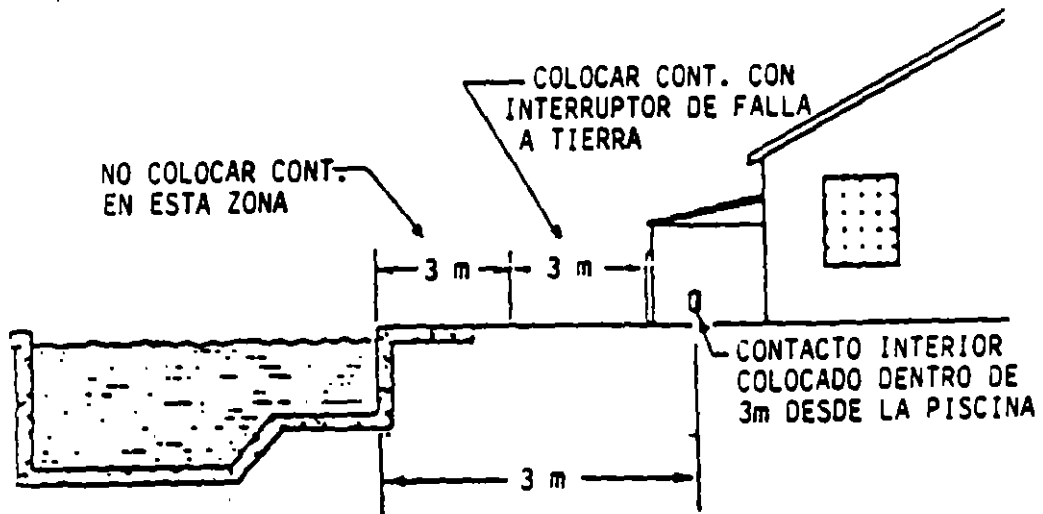 COLOCAR CONT. CON
INTERRUPTOR DE FALLA
A TIERRA
NO COLOCAR CONT.
EN ESTA ZONA
3 m
3 m
CONTACTO INTERIOR
COLOCADO DENTRO DE
3m DESDE LA PISCINA
3 m